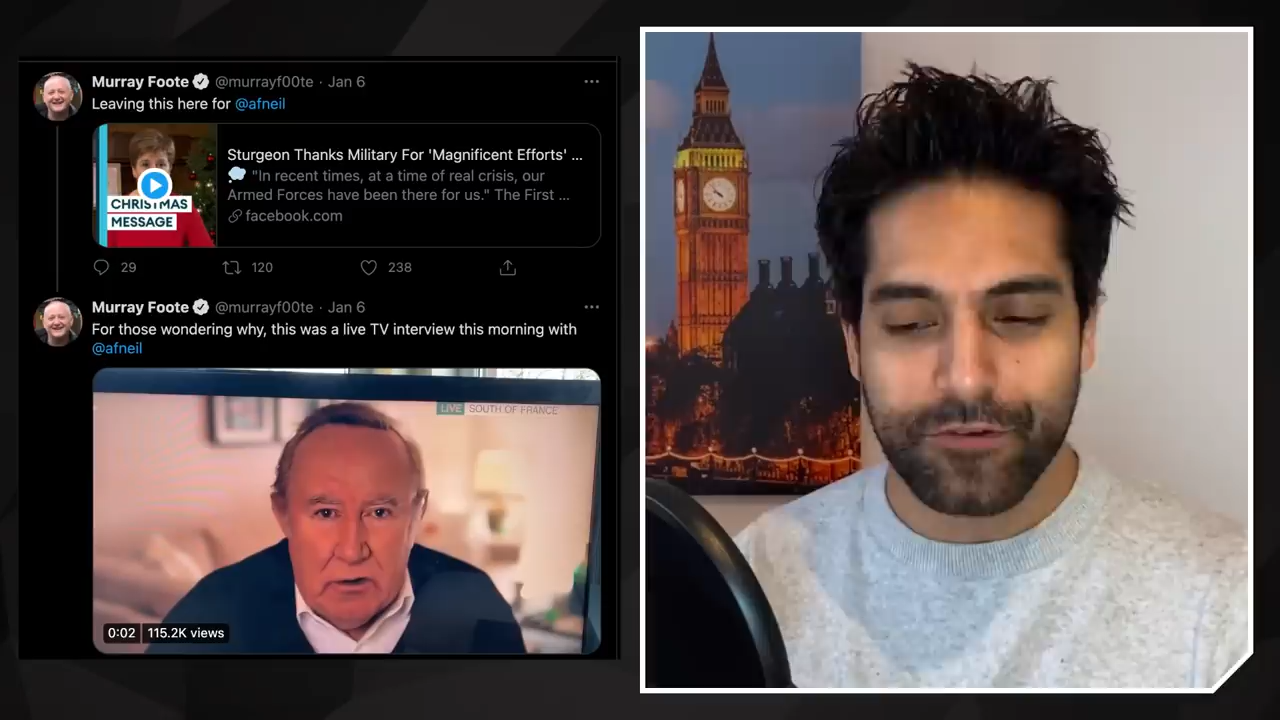 Murray Foote @murrayf00te · Jan 6
Leaving this here for @afneil
CHRISTMAS
MESSAGE
Sturgeon Thanks Military For 'Magnificent Efforts' ...
💭 "In recent times, at a time of real crisis, our
Armed Forces have been there for us." The First ...
facebook.com
29 120 238
Murray Foote @murrayf00te · Jan 6
For those wondering why, this was a live TV interview this morning with
@afneil
LIVE SOUTH OF FRANCE
0:02 115.2K views